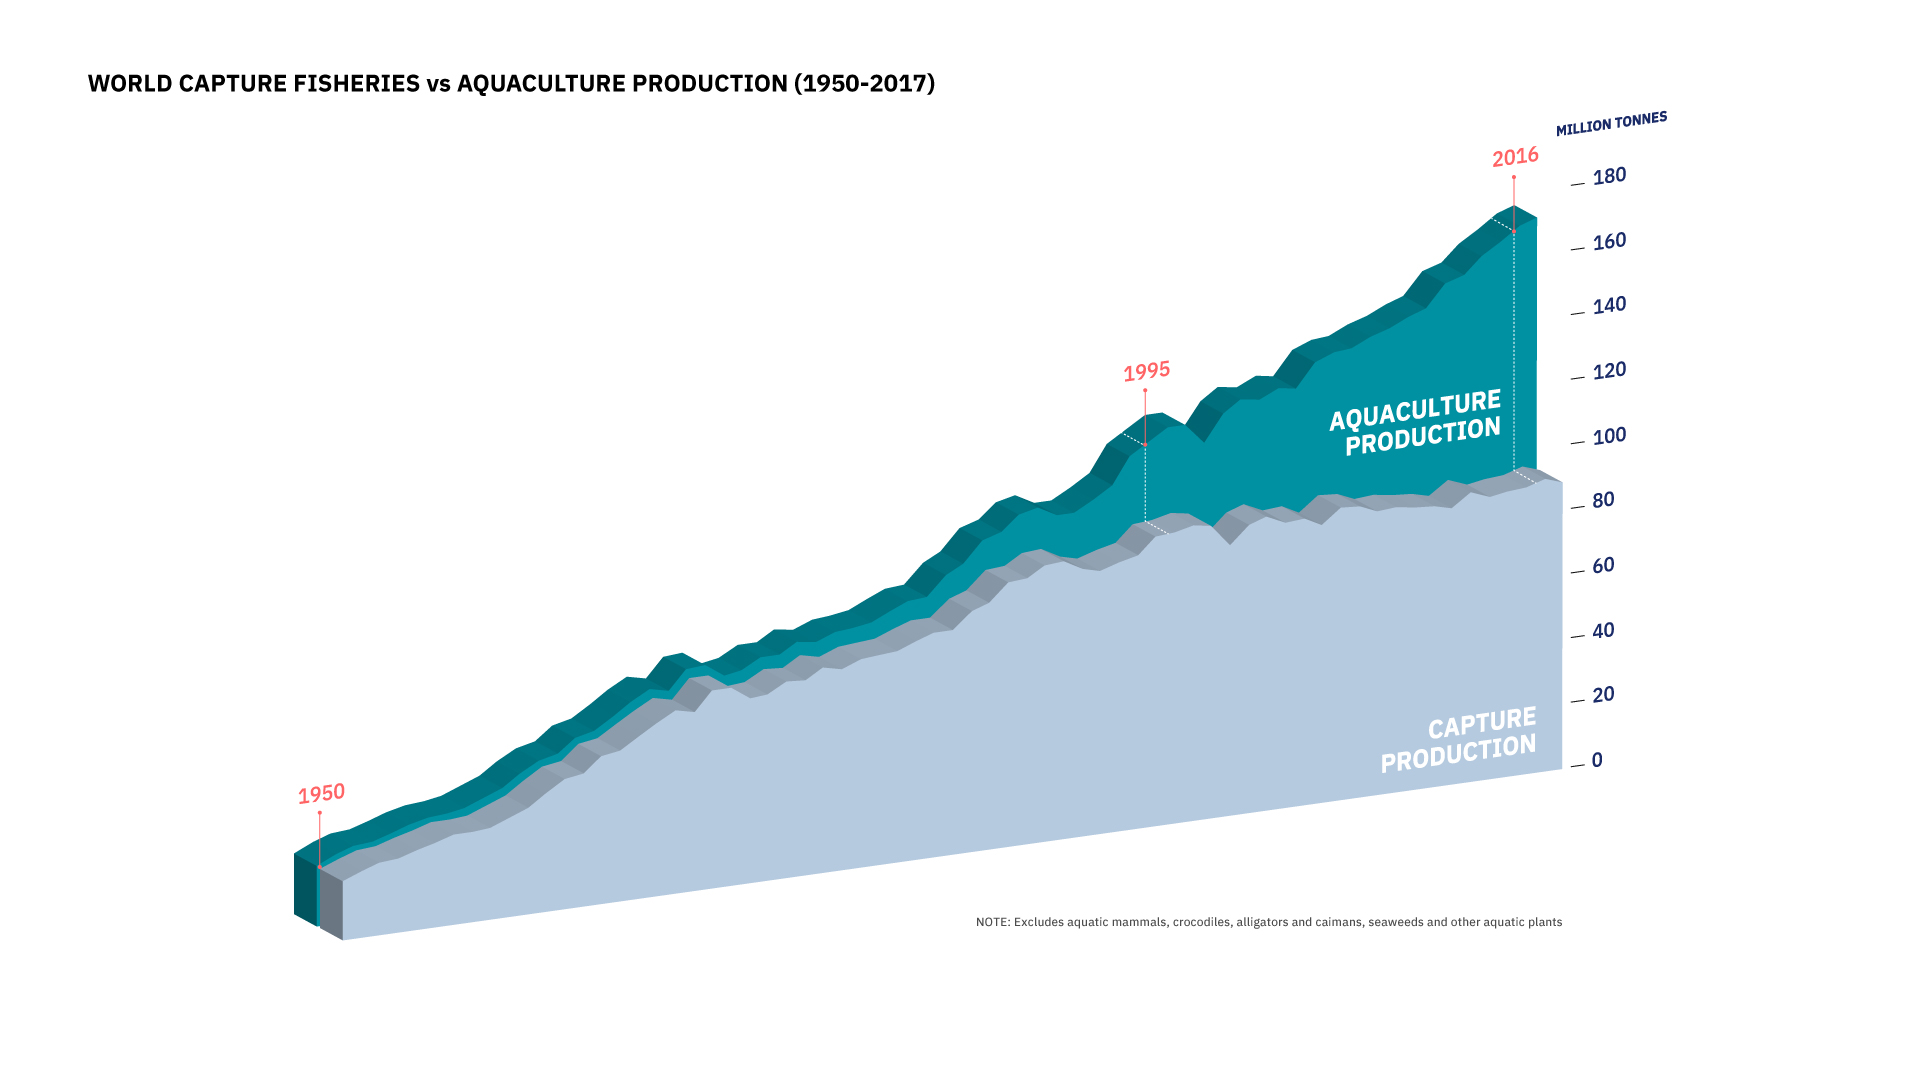 WORLD CAPTURE FISHERIES vs AQUACULTURE PRODUCTION (1950-2017)
MILLION TONNES
2016
180
160
140
120
1995
AQUACULTURE
PRODUCTION
100
80
60
40
20
CAPTURE
PRODUCTION
0
1950
NOTE: Excludes aquatic mammals, crocodiles, alligators and caimans, seaweeds and other aquatic plants